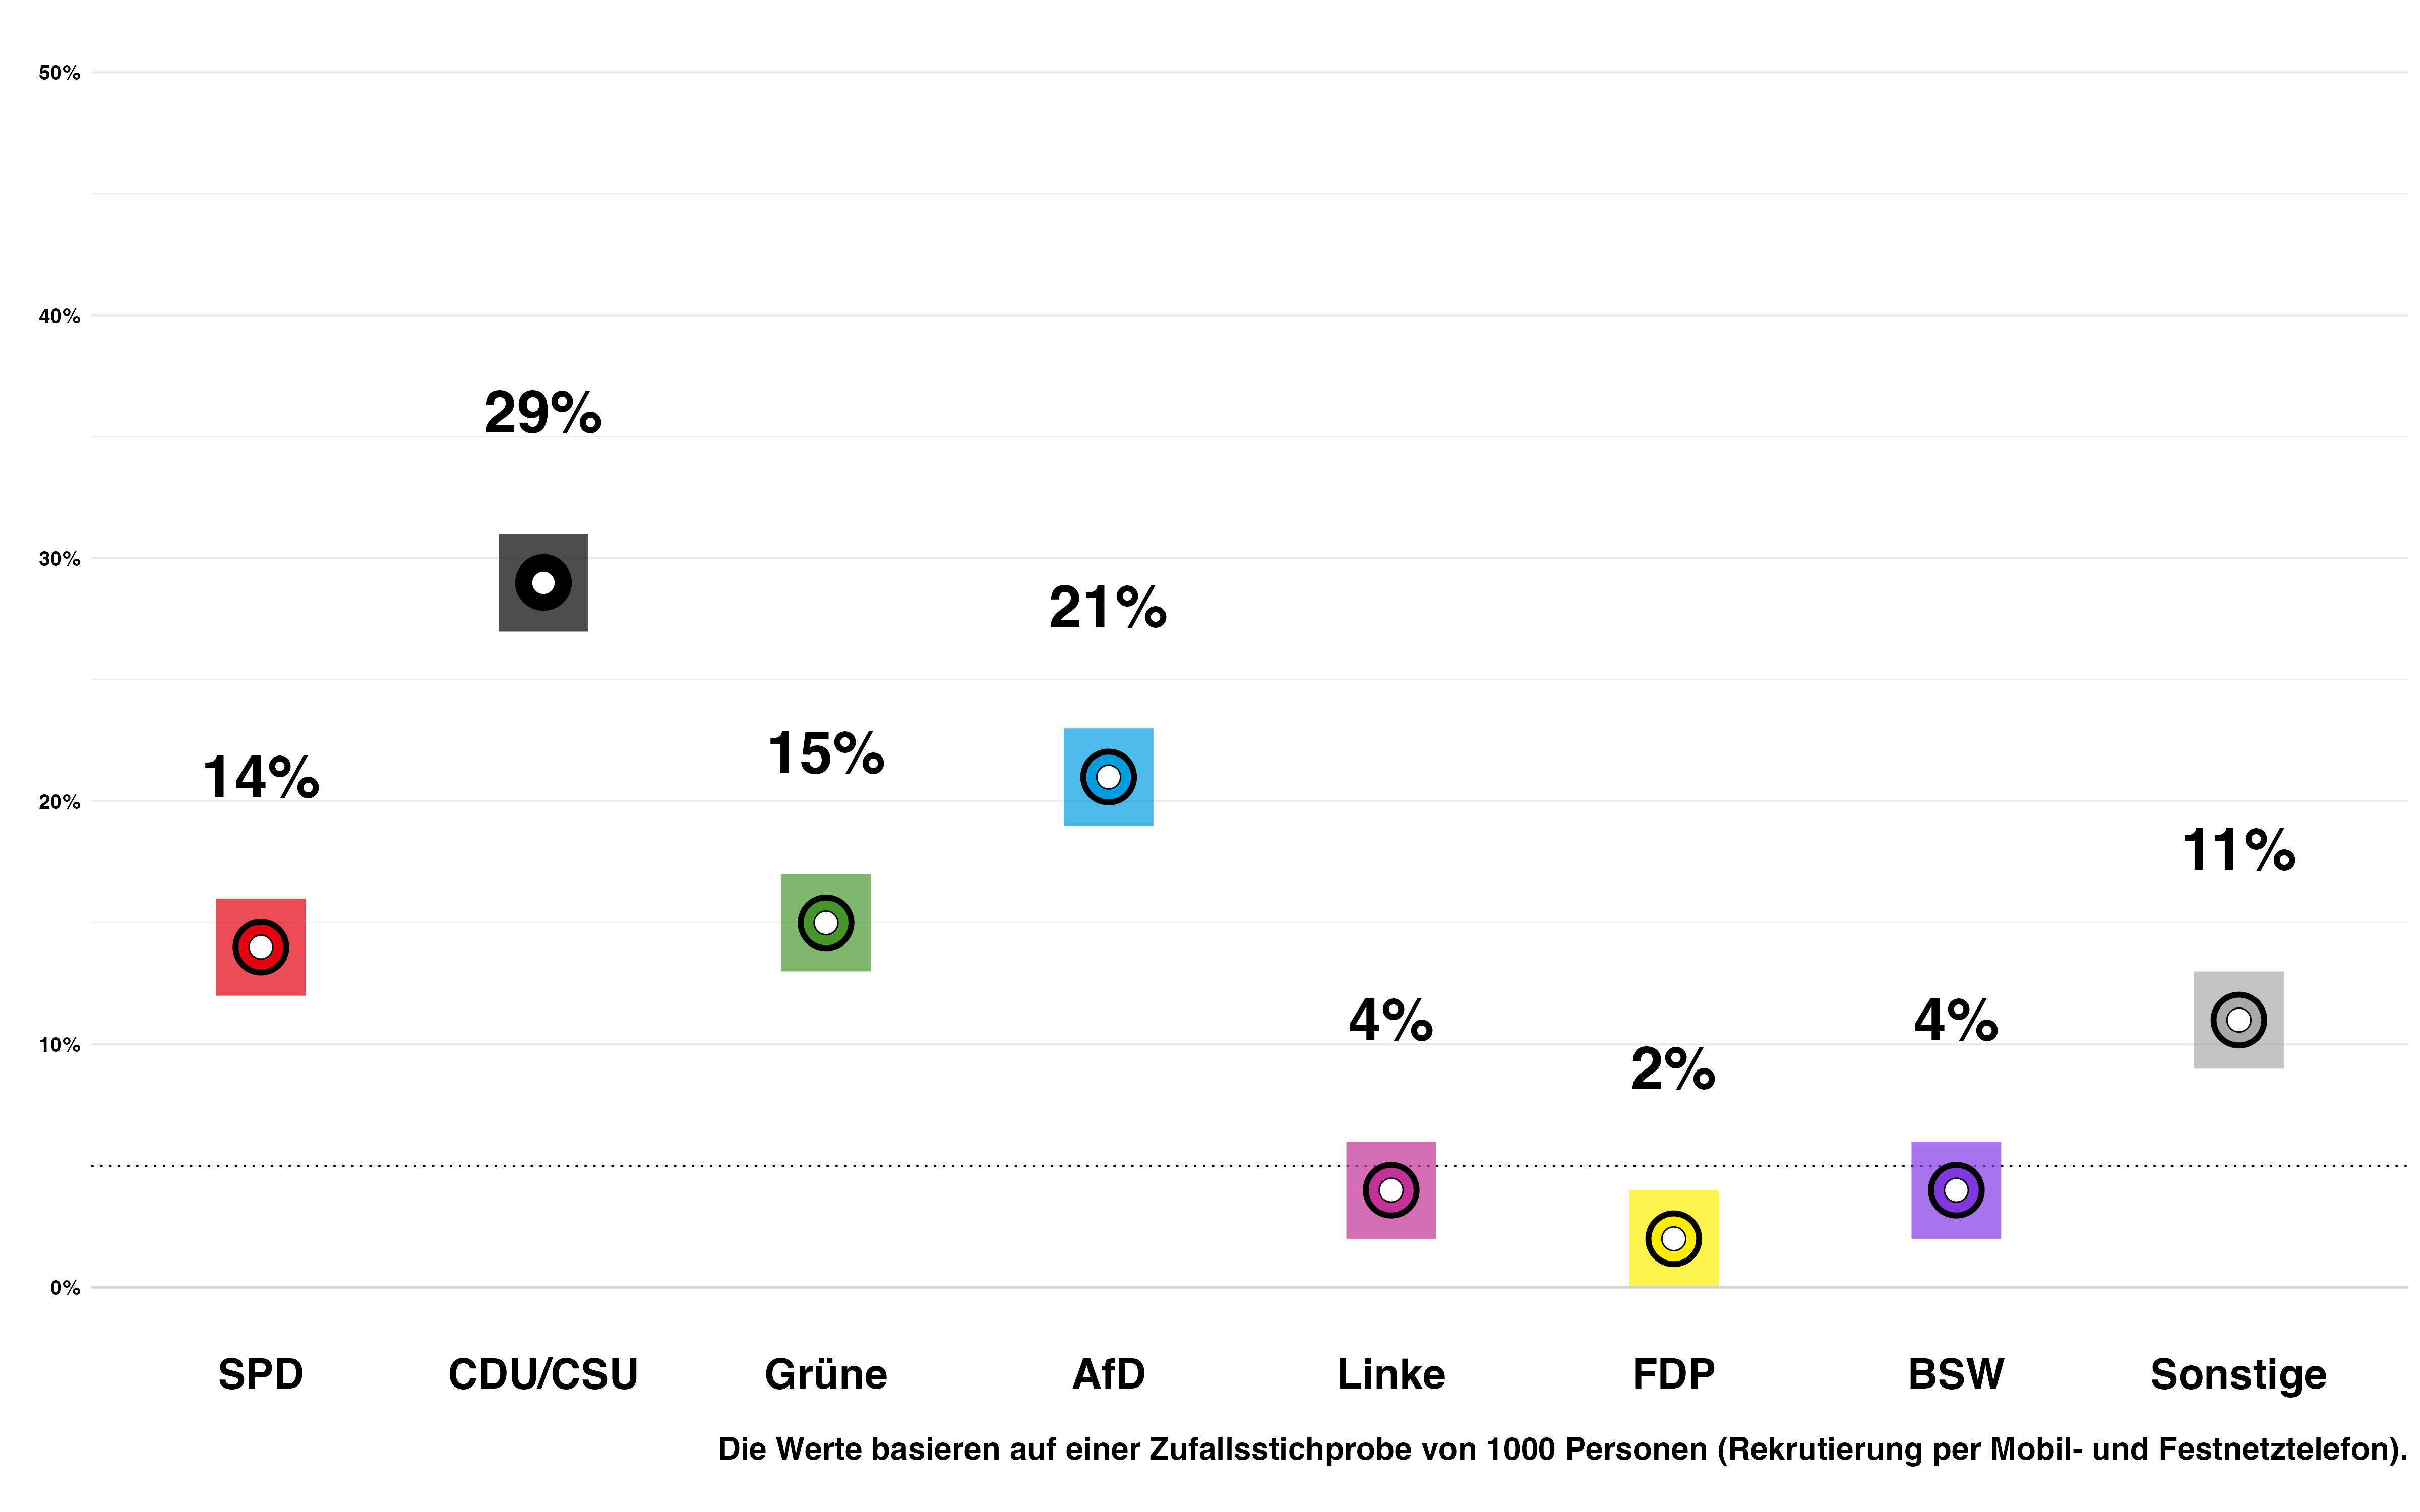 50%
40%
30%
20%
10%
0%
14%
29%
15%
21%
4%
2%
4%
11%
SPD
CDU/CSU
Grüne
AfD
Linke
FDP
BSW
Sonstige
Die Werte basieren auf einer Zufallsstichprobe von 1000 Personen (Rekrutierung per Mobil- und Festnetztelefon).